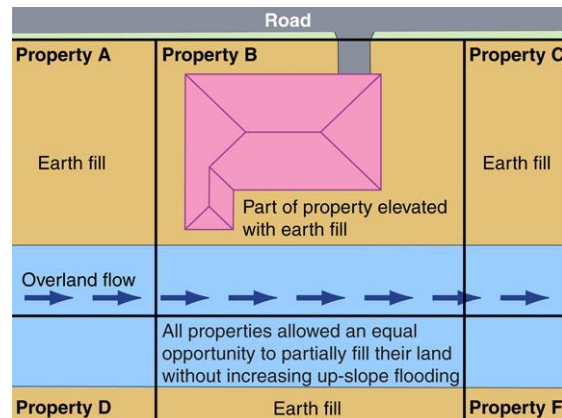 Road
Property A
Property B
Property C
Earth fill
Earth fill
Part of property elevated
with earth fill
Overland flow
All properties allowed an equal
opportunity to partially fill their land
without increasing up-slope flooding
Property D
Earth fill
Property F